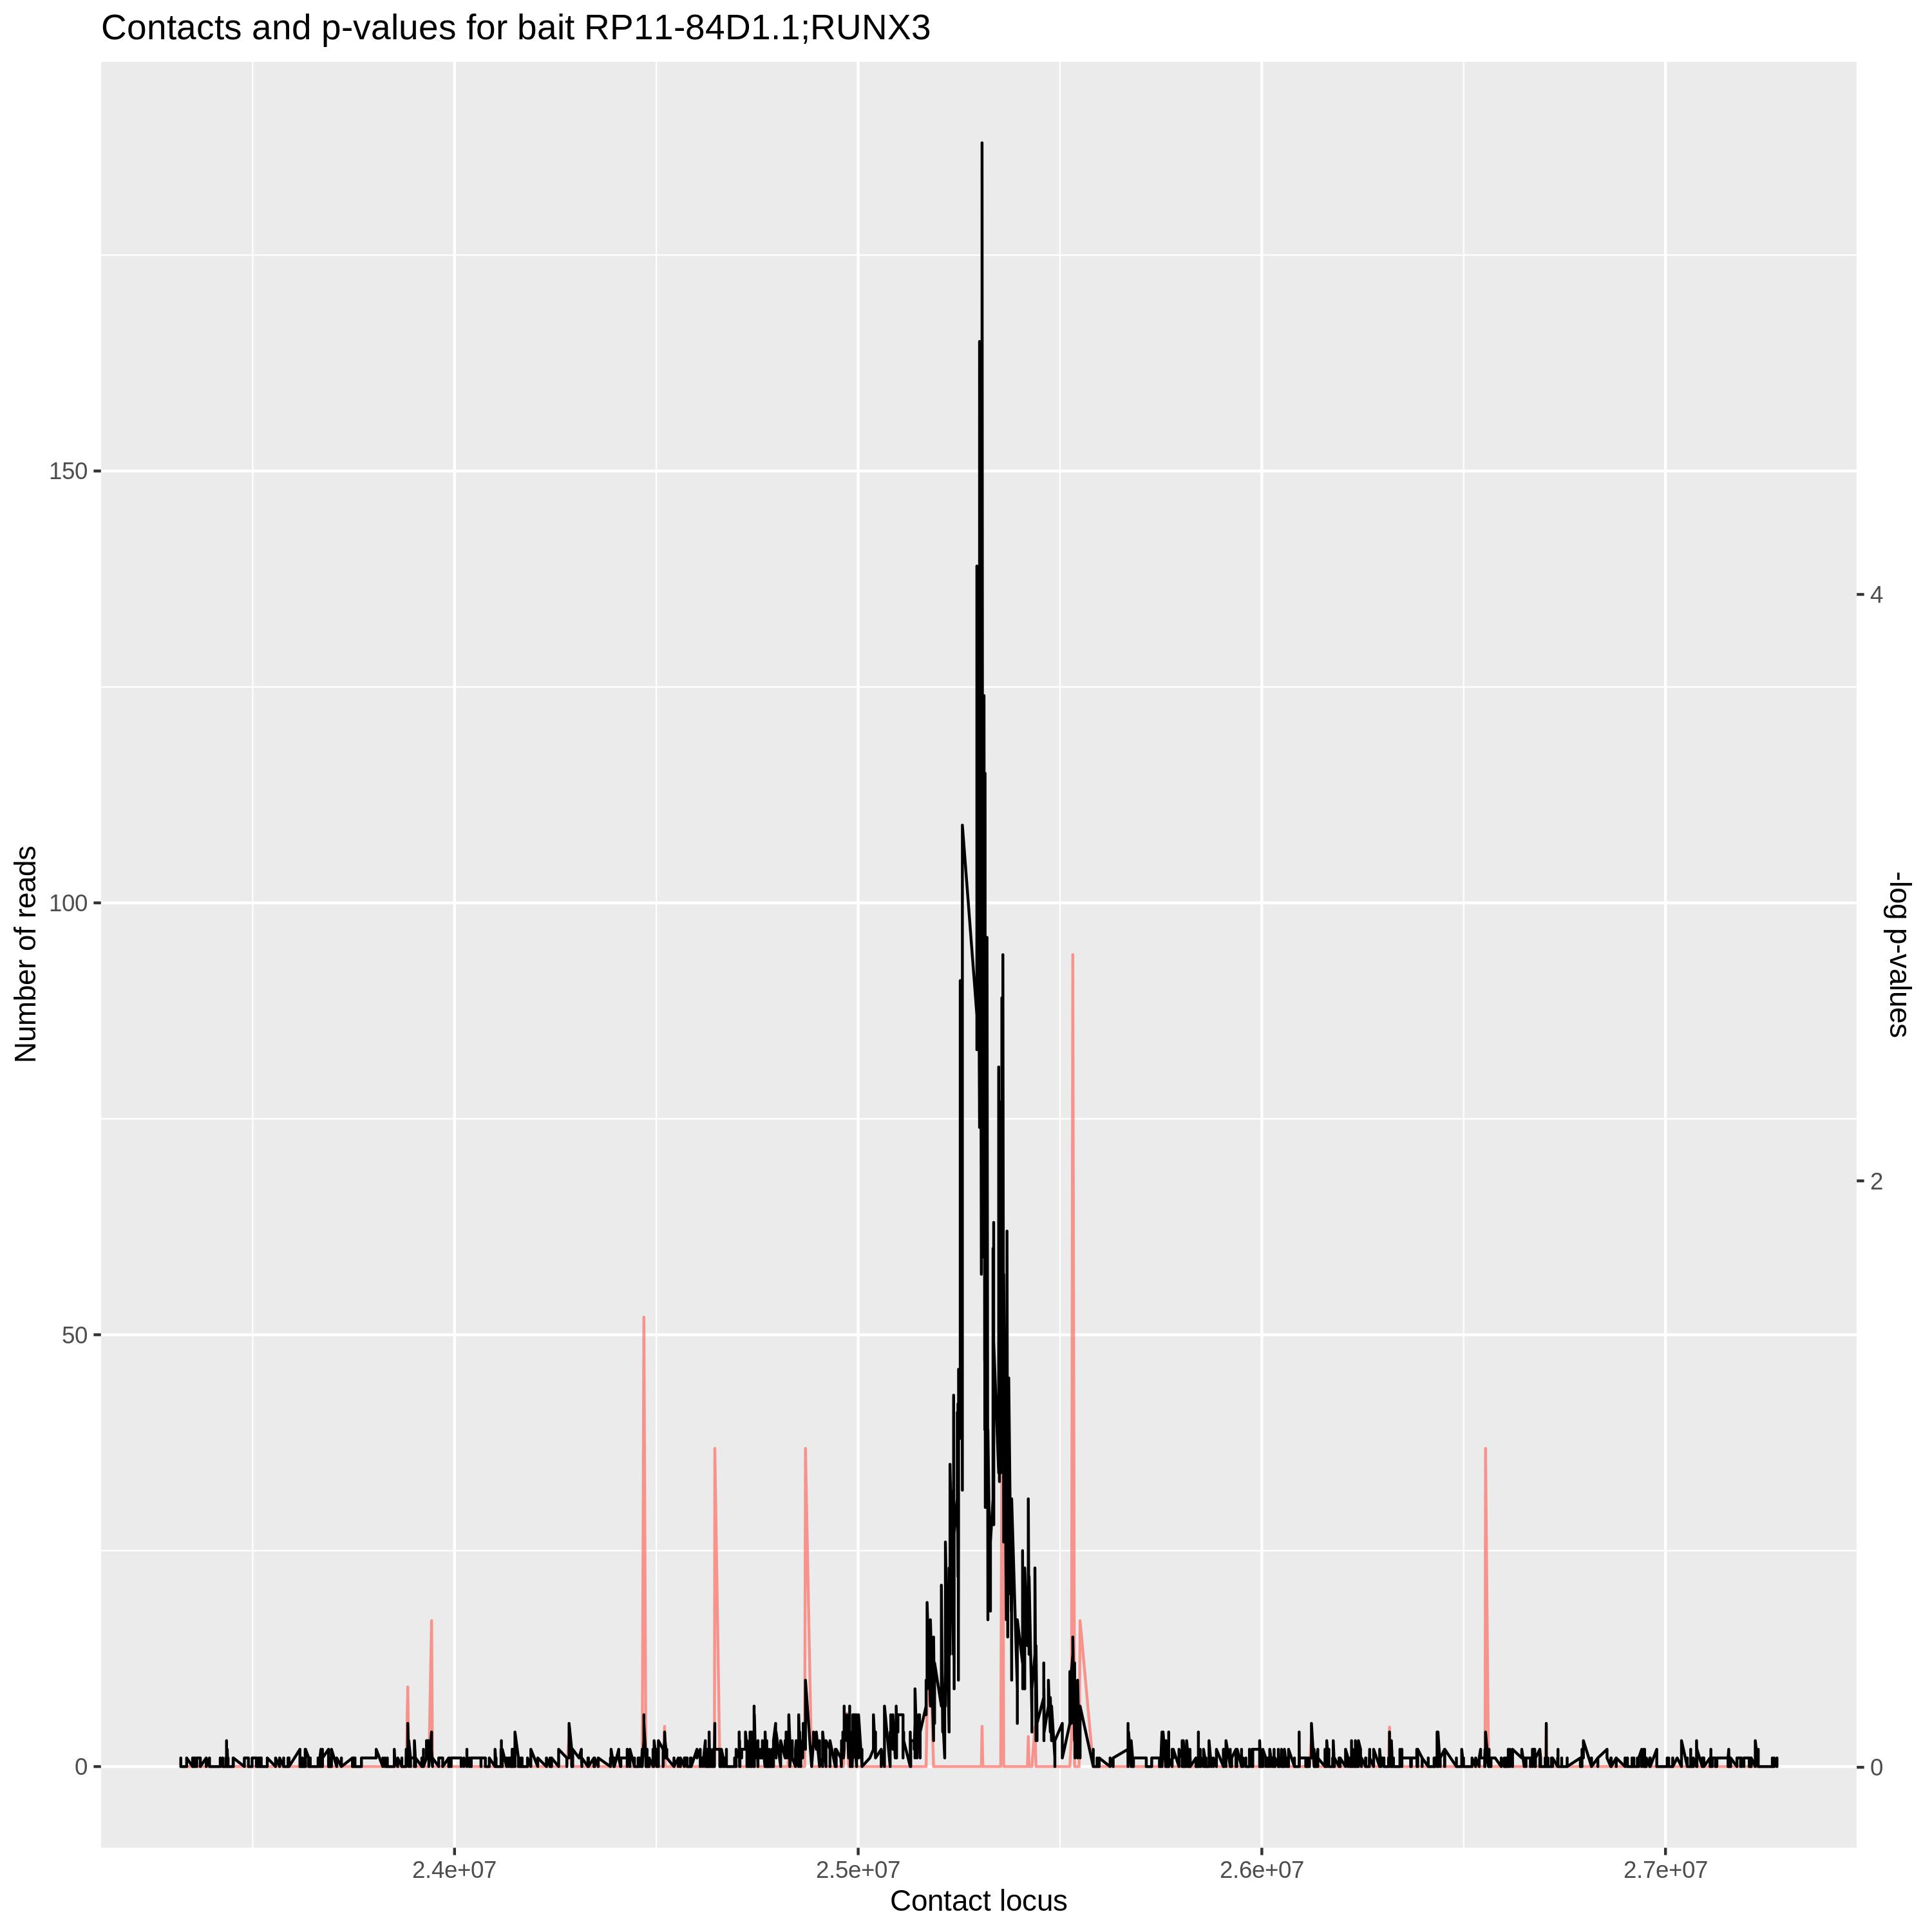 Contacts and p-values for bait RP11-84D1.1;RUNX3
Number of reads
150
100
50
0
-log p-values
4
2
0
2.4e+07
2.5e+07
2.6e+07
2.7e+07
Contact locus